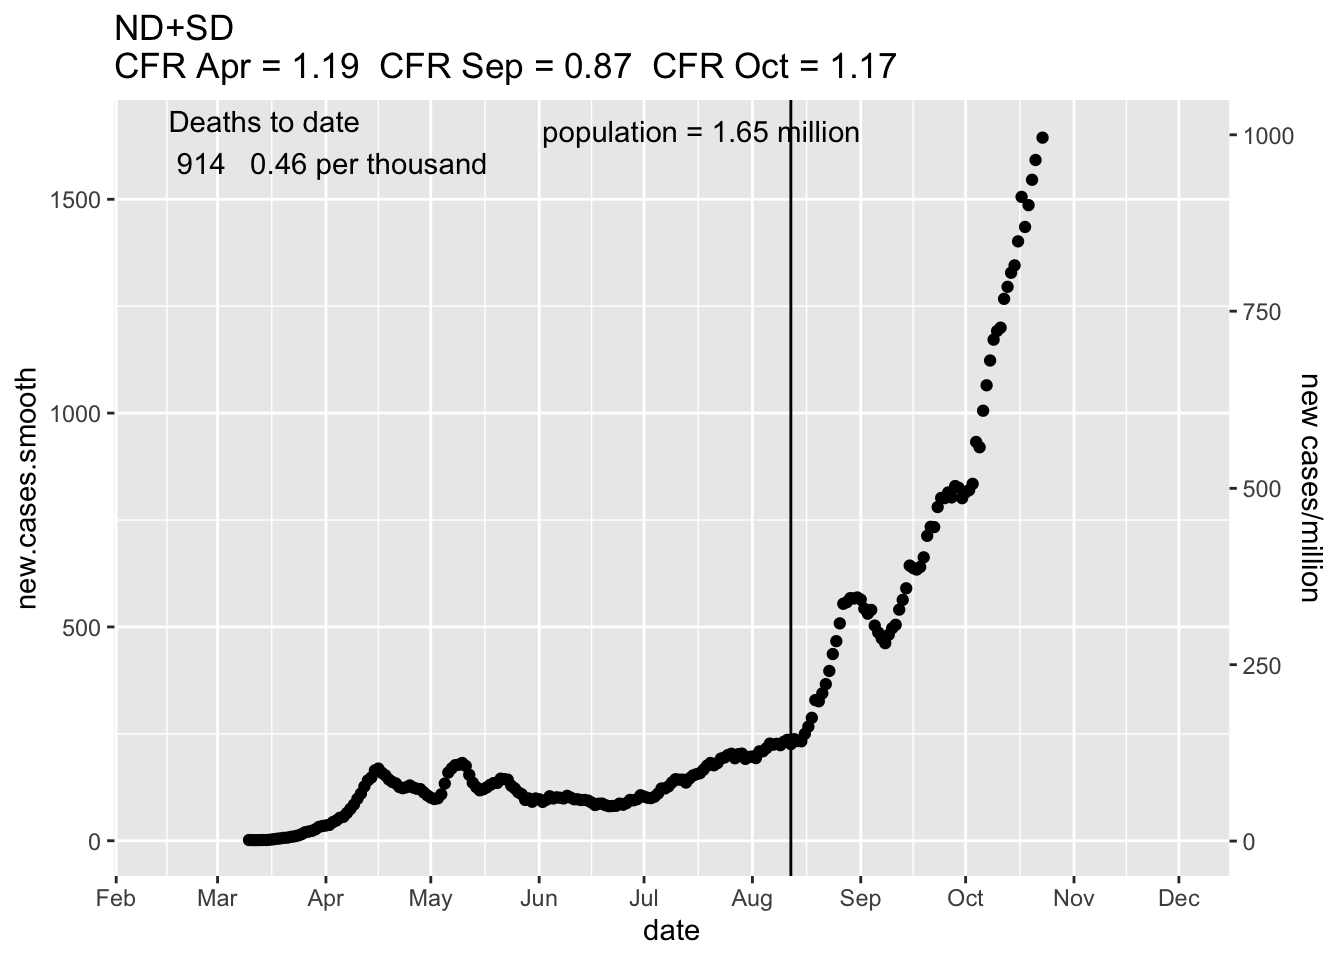 ND+SD
CFR Apr = 1.19  CFR Sep = 0.87  CFR Oct = 1.17
Deaths to date
914   0.46 per thousand
population = 1.65 million
1500
1000
500
0
1000
750
500
250
0
new.cases.smooth
new cases/million
Feb Mar Apr May Jun Jul Aug Sep Oct Nov Dec
date